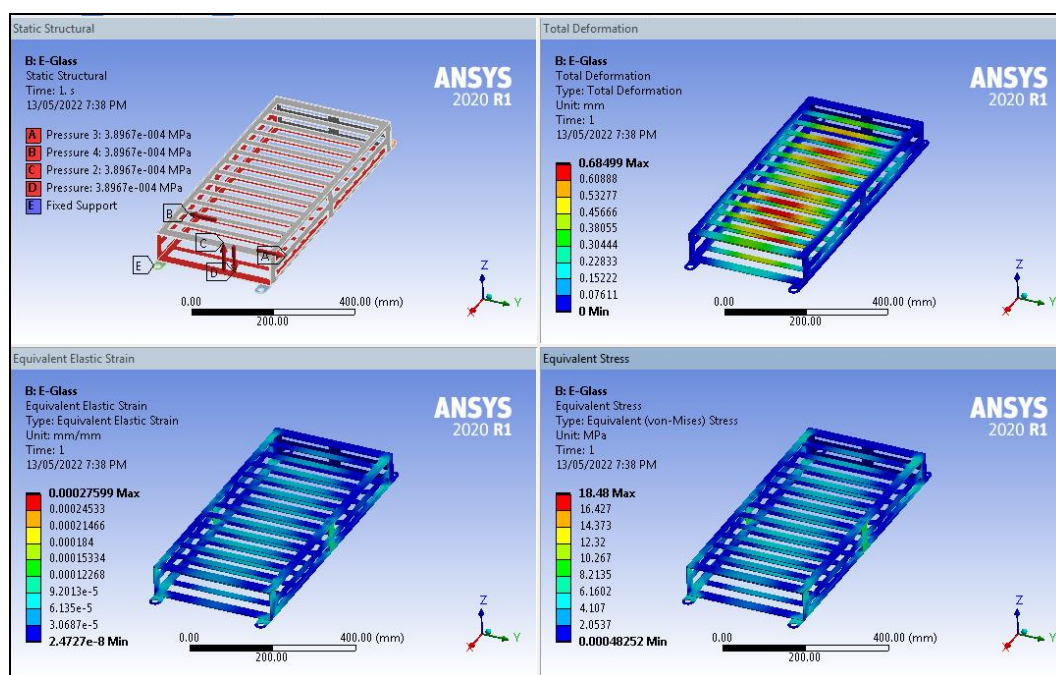 Static Structural
B: E-Glass
Static Structural
Time: 1. s
13/05/2022 7:38 PM
A Pressure 3: 3.8967e-004 MPa
B Pressure 4: 3.8967e-004 MPa
C Pressure 2: 3.8967e-004 MPa
D Pressure: 3.8967e-004 MPa
E Fixed Support
ANSYS
2020 R1
B
C
A
E
D
0.00 400.00 (mm)
200.00
Z
Y
X
Total Deformation
B: E-Glass
Total Deformation
Type: Total Deformation
Unit: mm
Time: 1
13/05/2022 7:38 PM
0.68499 Max
0.60888
0.53277
0.45666
0.38055
0.30444
0.22833
0.15222
0.07611
0 Min
ANSYS
2020 R1
0.00 400.00 (mm)
200.00
Z
Y
X
Equivalent Elastic Strain
B: E-Glass
Equivalent Elastic Strain
Type: Equivalent Elastic Strain
Unit: mm/mm
Time: 1
13/05/2022 7:38 PM
0.00027599 Max
0.00024533
0.00021466
0.000184
0.00015334
0.00012268
9.2013e-5
6.135e-5
3.0687e-5
2.4727e-8 Min
ANSYS
2020 R1
0.00 400.00 (mm)
200.00
Z
Y
X
Equivalent Stress
B: E-Glass
Equivalent Stress
Type: Equivalent (von-Mises) Stress
Unit: MPa
Time: 1
13/05/2022 7:38 PM
18.48 Max
16.427
14.373
12.32
10.267
8.2135
6.1602
4.107
2.0537
0.00048252 Min
ANSYS
2020 R1
0.00 400.00 (mm)
200.00
Z
Y
X